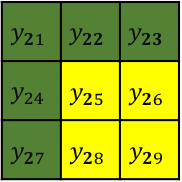 y₂₁ y₂₂ y₂₃
y₂₄ y₂₅ y₂₆
y₂₇ y₂₈ y₂₉